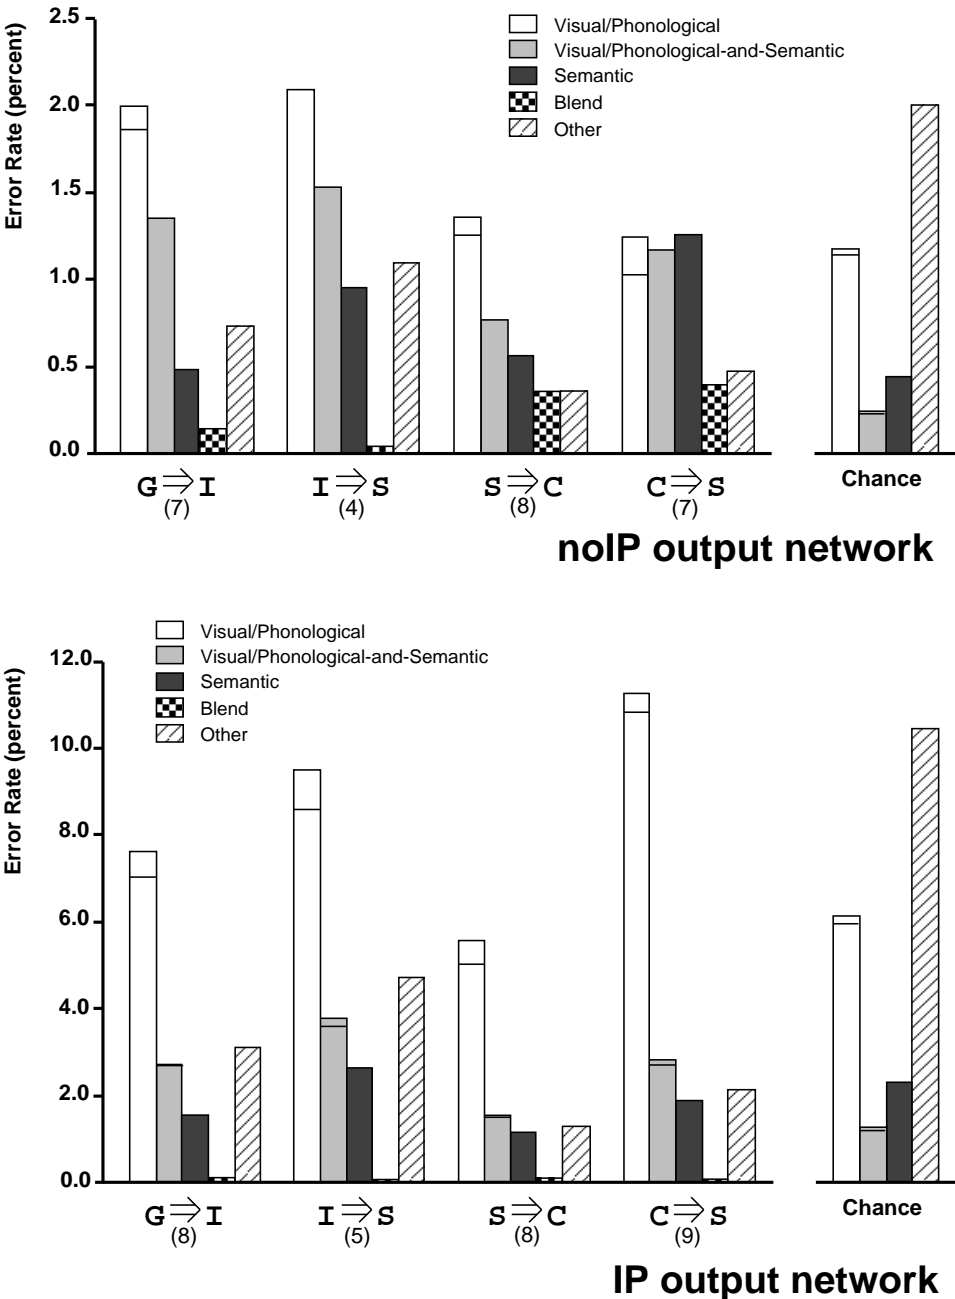 2.5
2.0
1.5
1.0
0.5
0.0
Error Rate (percent)
Visual/Phonological
Visual/Phonological-and-Semantic
Semantic
Blend
Other
G ⇒ I
(7)
I ⇒ S
(4)
S ⇒ C
(8)
C ⇒ S
(7)
Chance
noIP output network
12.0
10.0
8.0
6.0
4.0
2.0
0.0
Error Rate (percent)
Visual/Phonological
Visual/Phonological-and-Semantic
Semantic
Blend
Other
G ⇒ I
(8)
I ⇒ S
(5)
S ⇒ C
(8)
C ⇒ S
(9)
Chance
IP output network